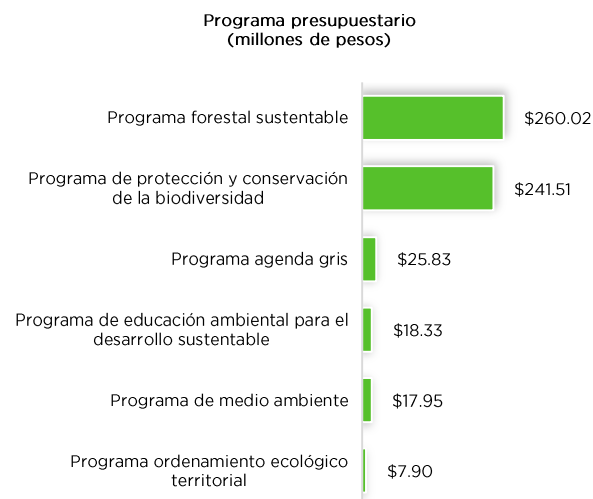 Programa presupuestario
(millones de pesos)
Programa forestal sustentable
$260.02
Programa de protección y conservación
de la biodiversidad
$241.51
Programa agenda gris
$25.83
Programa de educación ambiental para el
desarrollo sustentable
$18.33
Programa de medio ambiente
$17.95
Programa ordenamiento ecológico
territorial
$7.90